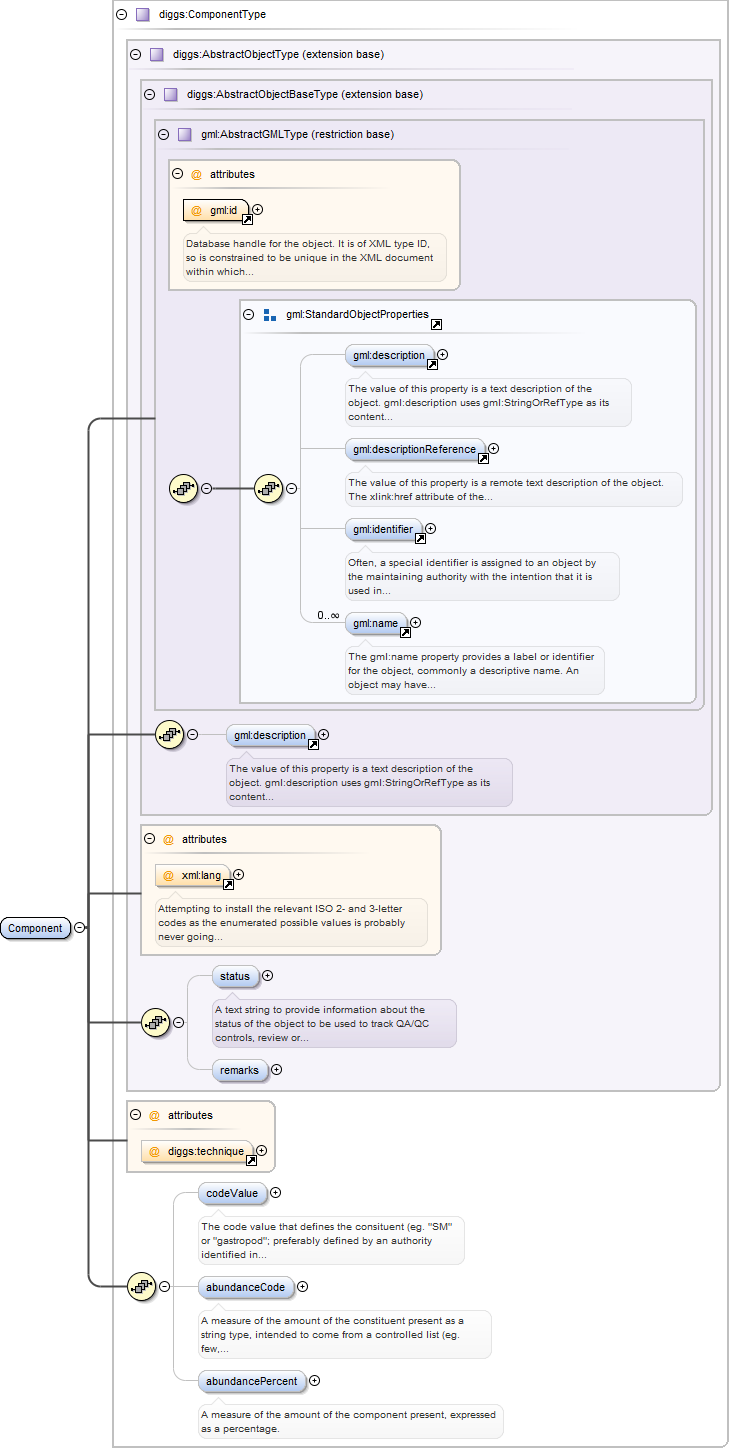 diggs:ComponentType
diggs:AbstractObjectType (extension base)
diggs:AbstractObjectBaseType (extension base)
gml:AbstractGMLType (restriction base)
@ attributes
@ gml:id
Database handle for the object. It is of XML type ID,
so is constrained to be unique in the XML document
within which...
gml:StandardObjectProperties
gml:description
The value of this property is a text description of the
object. gml:description uses gml:StringOrRefType as its
content...
gml:descriptionReference
The value of this property is a remote text description of the object.
The xlink:href attribute of the...
gml:identifier
Often, a special identifier is assigned to an object by
the maintaining authority with the intention that it is
used in...
0..∞
gml:name
The gml:name property provides a label or identifier
for the object, commonly a descriptive name. An
object may have...
gml:description
The value of this property is a text description of the
object. gml:description uses gml:StringOrRefType as its
content...
@ attributes
@ xml:lang
Attempting to install the relevant ISO 2- and 3-letter
codes as the enumerated possible values is probably
never going...
Component
status
A text string to provide information about the
status of the object to be used to track QA/QC
controls, review or...
remarks
@ attributes
@ diggs:technique
codeValue
The code value that defines the consituent (eg. "SM"
or "gastropod"; preferably defined by an authority
identified in...
abundanceCode
A measure of the amount of the constituent present as a
string type, intended to come from a controlled list (eg.
few,...
abundancePercent
A measure of the amount of the component present, expressed
as a percentage.